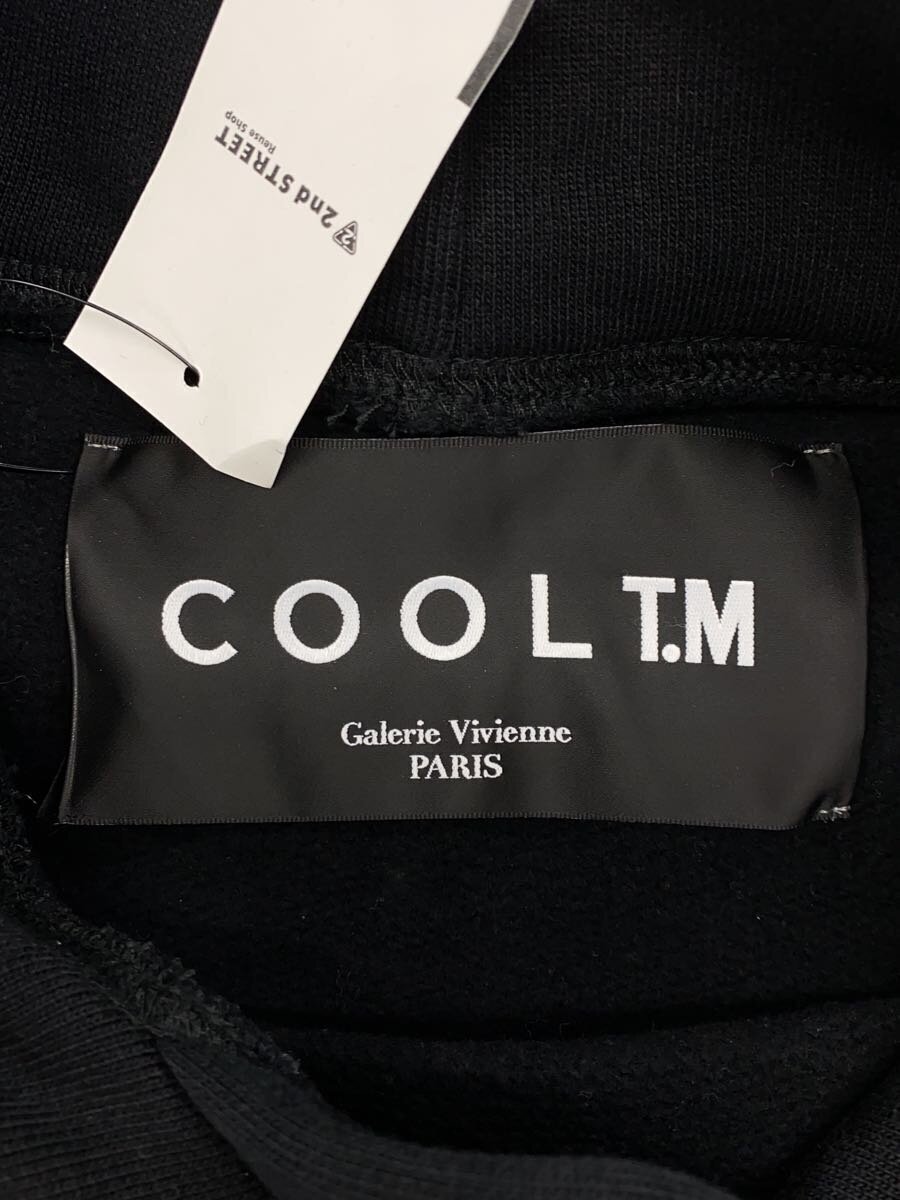 2nd STREET
Reuse Shop
COOL T.M
Galerie Vivienne
PARIS